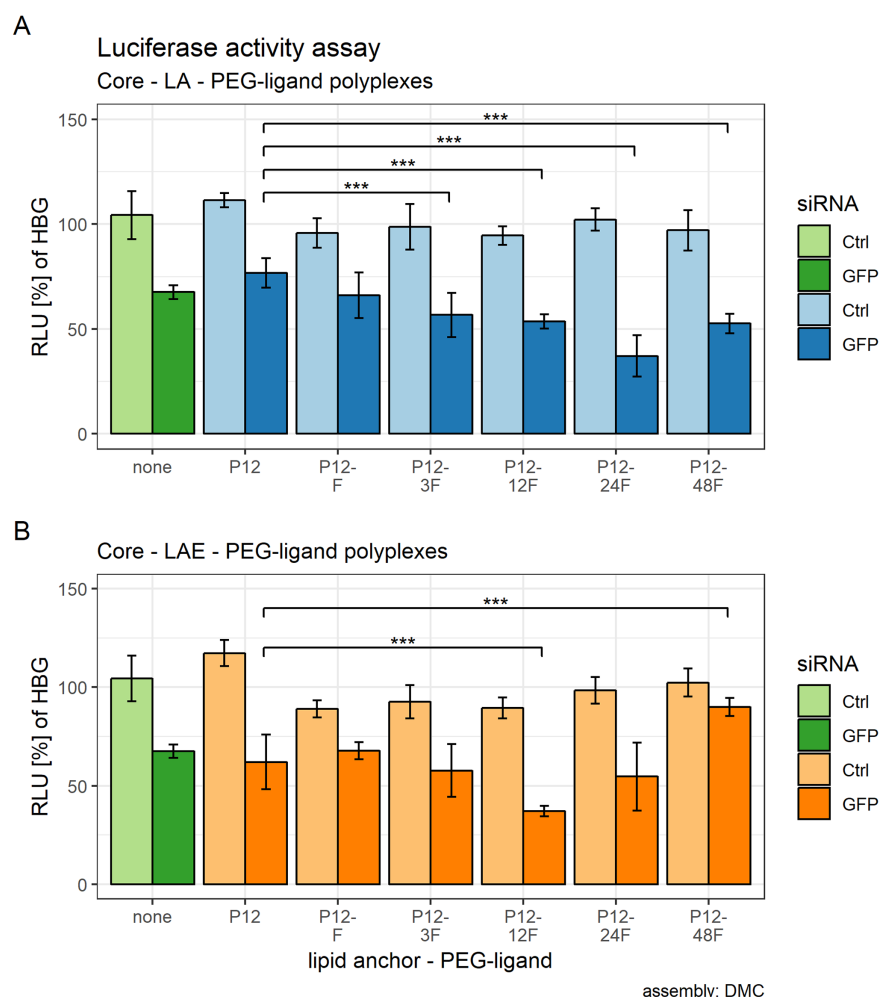 A
Luciferase activity assay
Core - LA - PEG-ligand polyplexes
150
100
50
0
RLU [%] of HBG
***
***
***
***
none
P12
P12-
F
P12-
3F
P12-
12F
P12-
24F
P12-
48F
siRNA
Ctrl
GFP
Ctrl
GFP
B
Core - LAE - PEG-ligand polyplexes
150
100
50
0
RLU [%] of HBG
***
***
none
P12
P12-
F
P12-
3F
P12-
12F
P12-
24F
P12-
48F
lipid anchor - PEG-ligand
siRNA
Ctrl
GFP
Ctrl
GFP
assembly: DMC